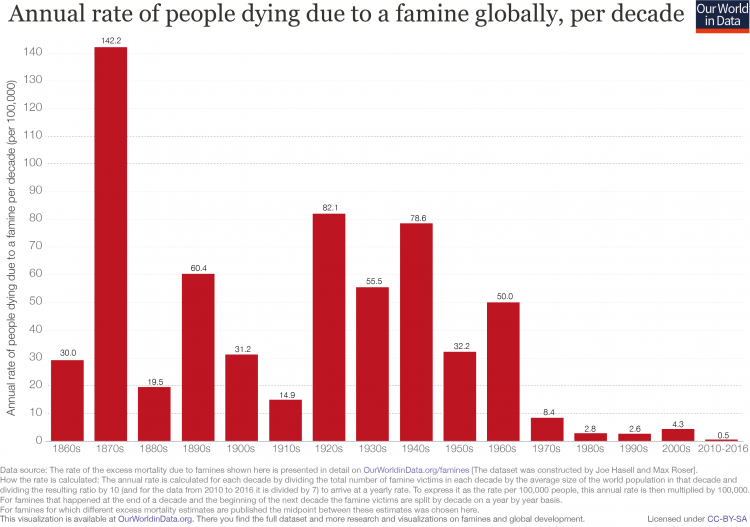 Annual rate of people dying due to a famine globally, per decade
Our World
in Data
Annual rate of people dying due to a famine per decade (per 100,000)
140
130
120
110
100
90
80
70
60
50
40
30
20
10
0
30.0
142.2
19.5
60.4
31.2
14.9
82.1
55.5
78.6
32.2
50.0
8.4
2.8
2.6
4.3
0.5
1860s 1870s 1880s 1890s 1900s 1910s 1920s 1930s 1940s 1950s 1960s 1970s 1980s 1990s 2000s 2010-2016
Data source: The rate of the excess mortality due to famines shown here is presented in detail on OurWorldinData.org/famines [The dataset was constructed by Joe Hasell and Max Roser].
How the rate is calculated: The annual rate is calculated for each decade by dividing the total number of famine victims in each decade by the average size of the world population in that decade and
dividing the resulting ratio by 10 (and for the data from 2010 to 2016 it is divided by 7) to arrive at a yearly rate. To express it as the rate per 100,000 people, this annual rate is then multiplied by 100,000.
For famines that happened at the end of a decade and the beginning of the next decade the famine victims are split by decade on a year by year basis.
For famines for which different excess mortality estimates are published the midpoint between these estimates was chosen here.
This visualization is available at OurWorldinData.org. There you find the full dataset and more research and visualizations on famines and global development. Licensed under CC-BY-SA